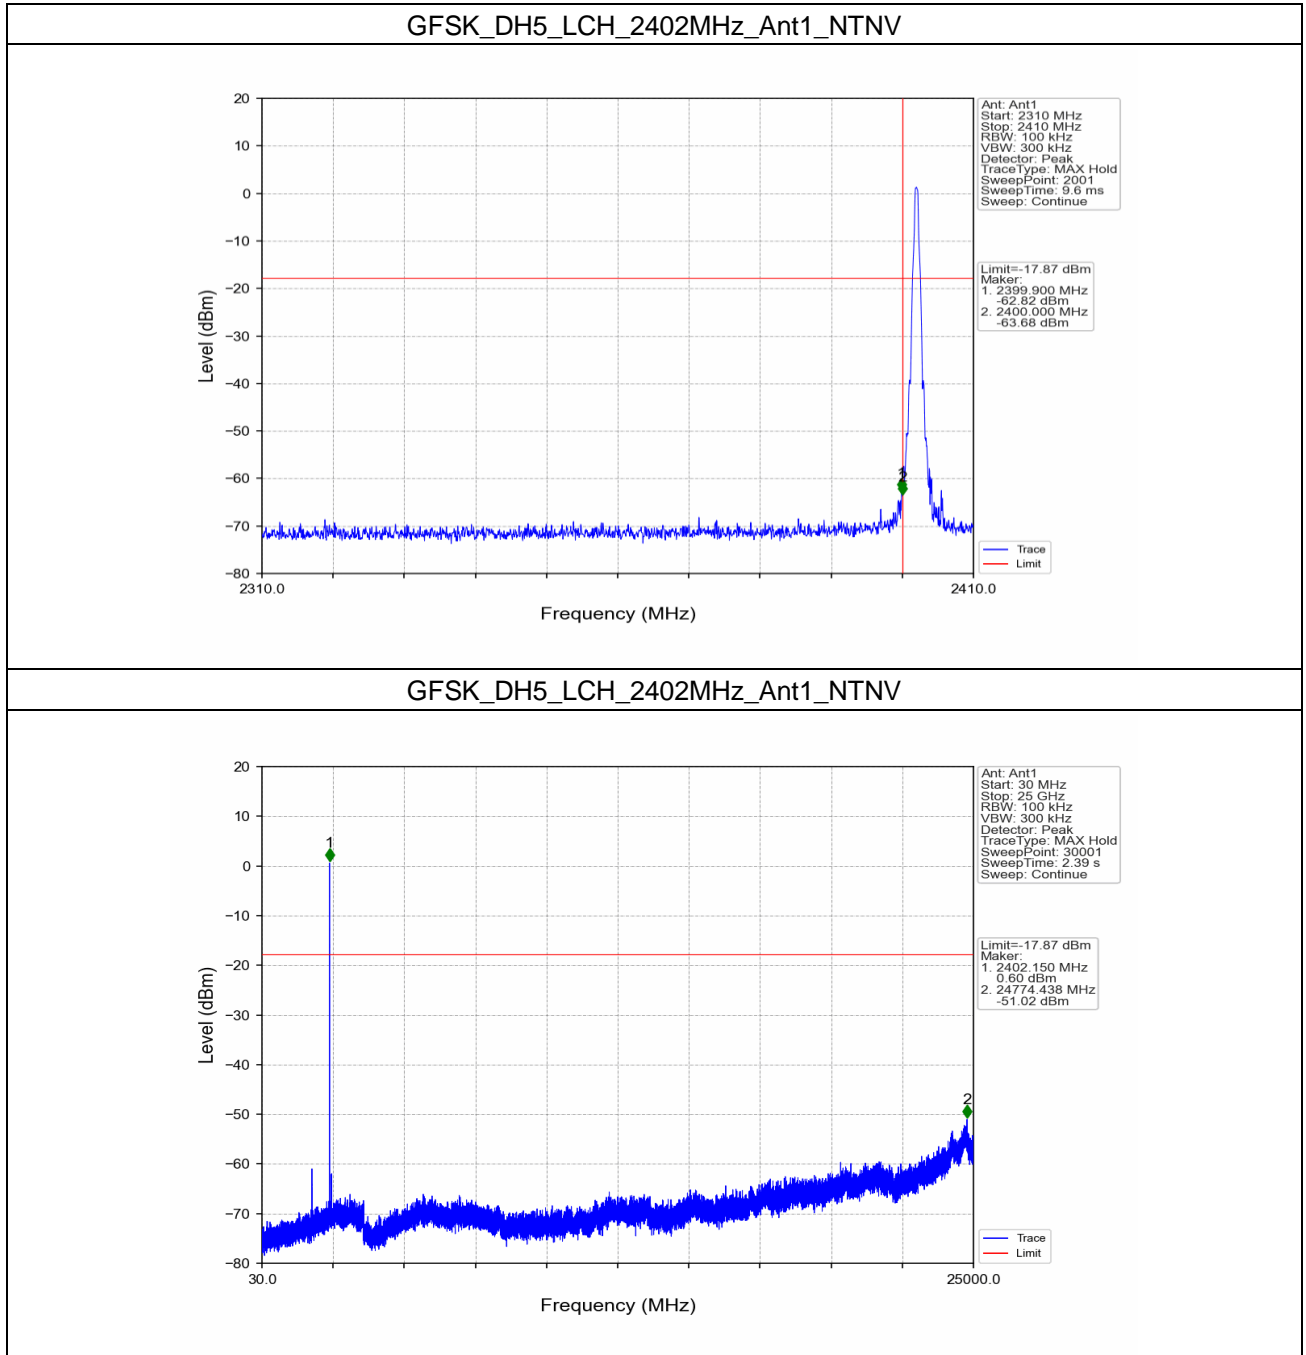 GFSK_DH5_LCH_2402MHz_Ant1_NTNV
20
10
0
−10
−20
−30
−40
−50
−60
−70
−80
Level (dBm)
2310.0
2410.0
Frequency (MHz)
1
2
Ant: Ant1
Start: 2310 MHz
Stop: 2410 MHz
RBW: 100 kHz
VBW: 300 kHz
Detector: Peak
TraceType: MAX Hold
SweepPoint: 2001
SweepTime: 9.6 ms
Sweep: Continue
Limit=-17.87 dBm
Maker:
1. 2399.900 MHz
-62.82 dBm
2. 2400.000 MHz
-63.68 dBm
Trace
Limit
GFSK_DH5_LCH_2402MHz_Ant1_NTNV
20
10
0
−10
−20
−30
−40
−50
−60
−70
−80
Level (dBm)
30.0
25000.0
Frequency (MHz)
1
2
Ant: Ant1
Start: 30 MHz
Stop: 25 GHz
RBW: 100 kHz
VBW: 300 kHz
Detector: Peak
TraceType: MAX Hold
SweepPoint: 30001
SweepTime: 2.39 s
Sweep: Continue
Limit=-17.87 dBm
Maker:
1. 2402.150 MHz
0.60 dBm
2. 24774.438 MHz
-51.02 dBm
Trace
Limit